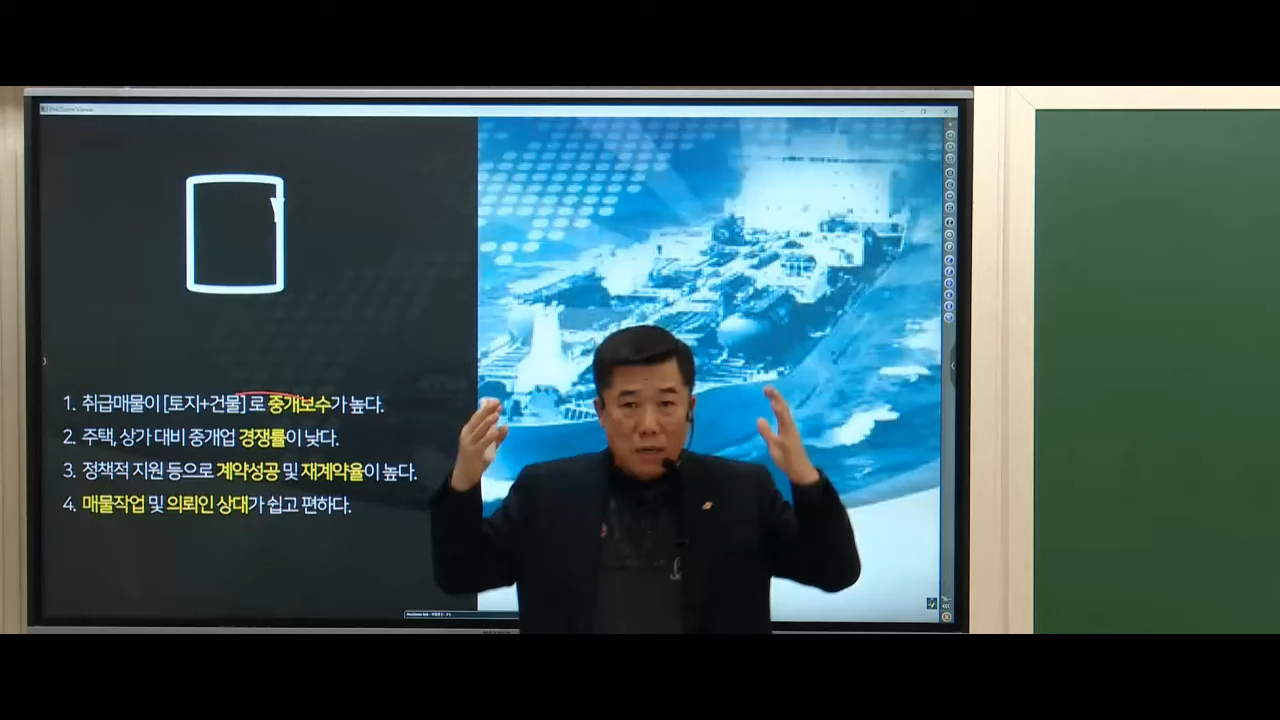 1. 취급매물이 [토지+건물]로 중개보수가 높다.
2. 주택, 상가 대비 중개업 경쟁률이 낮다.
3. 정책적 지원 등으로 계약성공 및 재계약율이 높다.
4. 매물작업 및 의뢰인 상대가 쉽고 편하다.